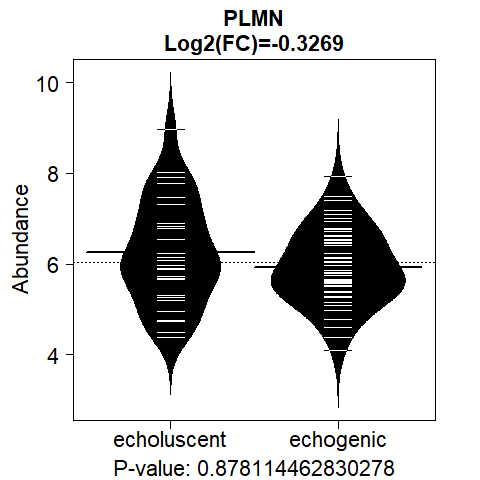 PLMN
Log2(FC)=-0.3269
Abundance
10
8
6
4
echoluscent echogenic
P-value: 0.878114462830278